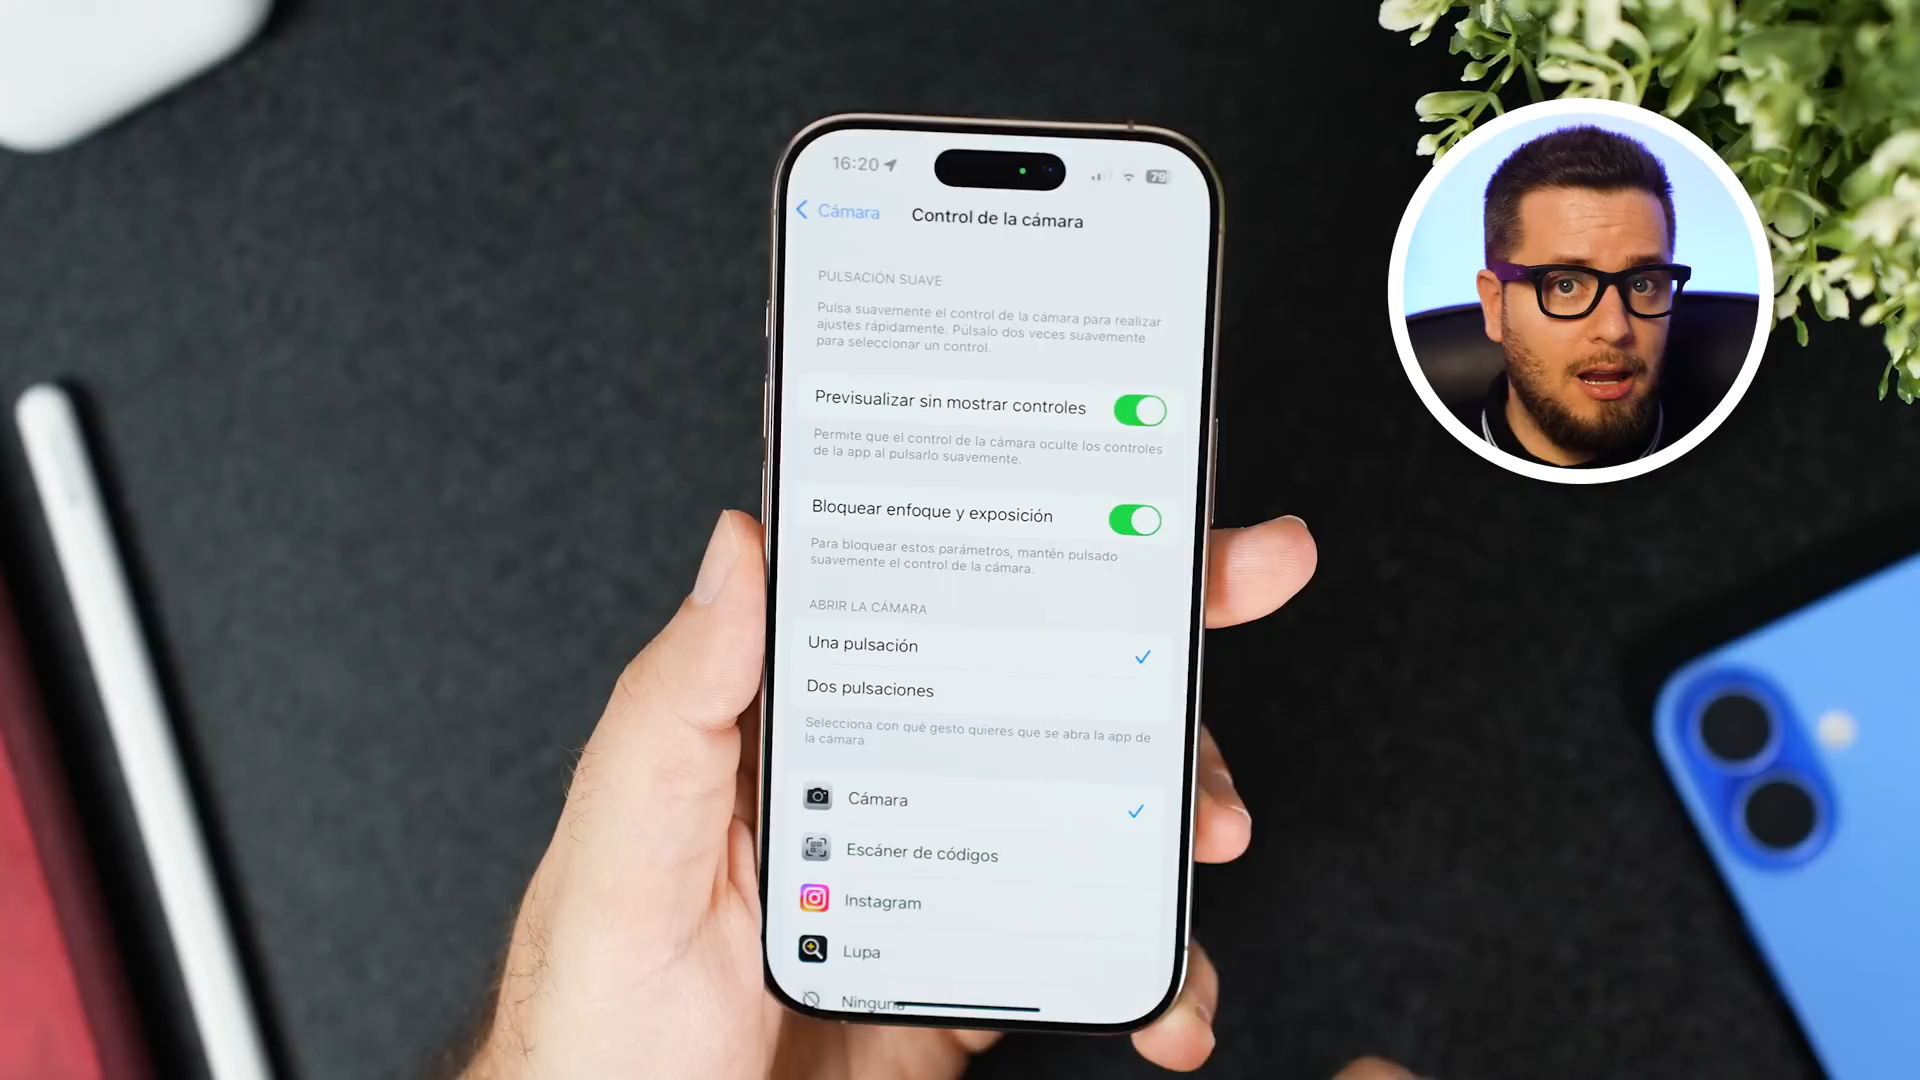 16:20
79
Cámara
Control de la cámara
PULSACIÓN SUAVE
Pulsa suavemente el control de la cámara para realizar
ajustes rápidamente. Púlsalo dos veces suavemente
para seleccionar un control.
Previsualizar sin mostrar controles
Permite que el control de la cámara oculte los controles
de la app al pulsarlo suavemente.
Bloquear enfoque y exposición
Para bloquear estos parámetros, mantén pulsado
suavemente el control de la cámara.
ABRIR LA CÁMARA
Una pulsación
Dos pulsaciones
Selecciona con qué gesto quieres que se abra la app de
la cámara.
Cámara
Escáner de códigos
Instagram
Lupa
Ninguna